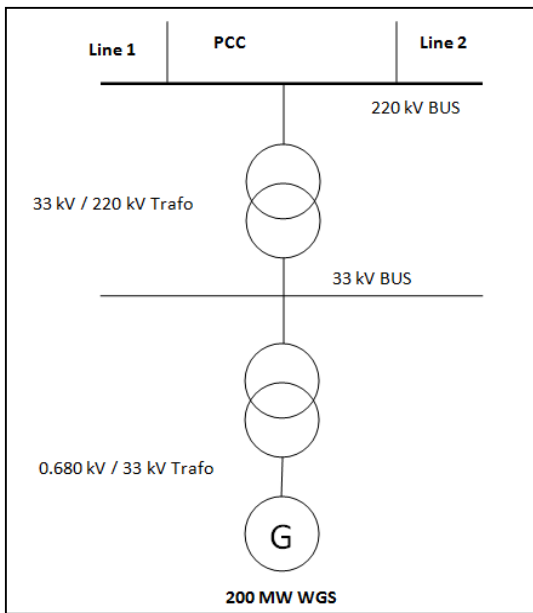 Line 1
PCC
Line 2
220 kV BUS
33 kV / 220 kV Trafo
33 kV BUS
0.680 kV / 33 kV Trafo
G
200 MW WGS